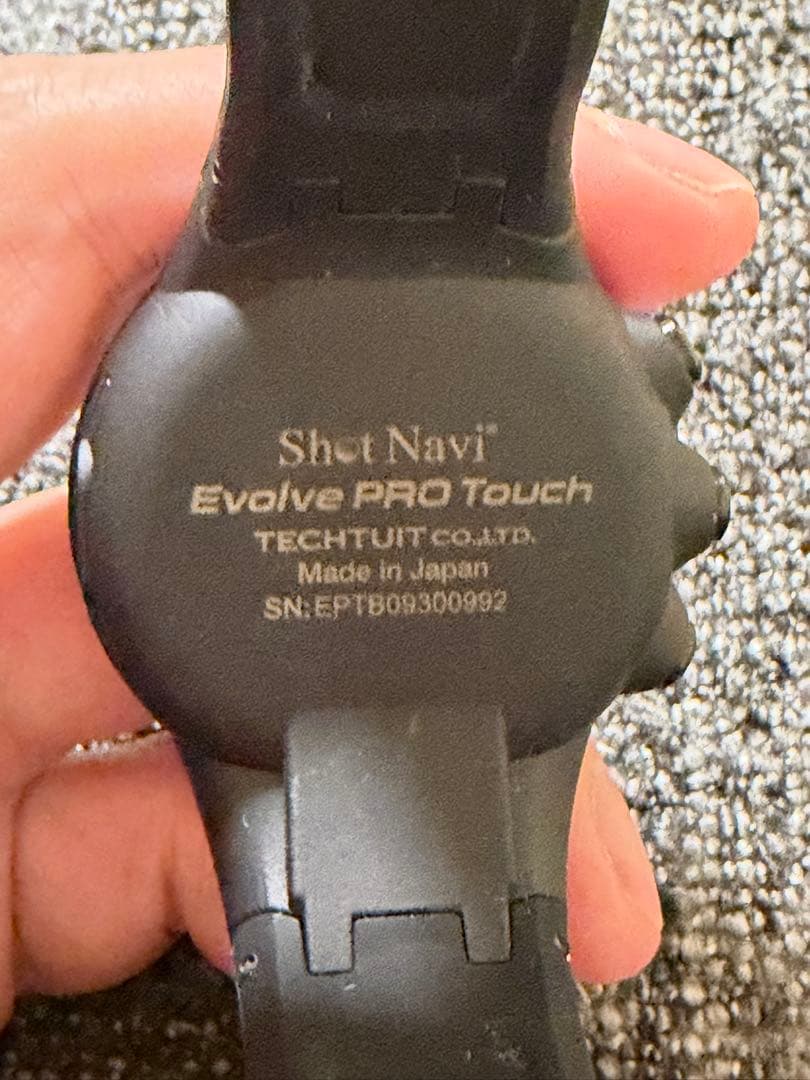 Shot Navi®
Evolve PRO Touch
TECHTUIT CO.,LTD.
Made in Japan
SN:EPTB09300992